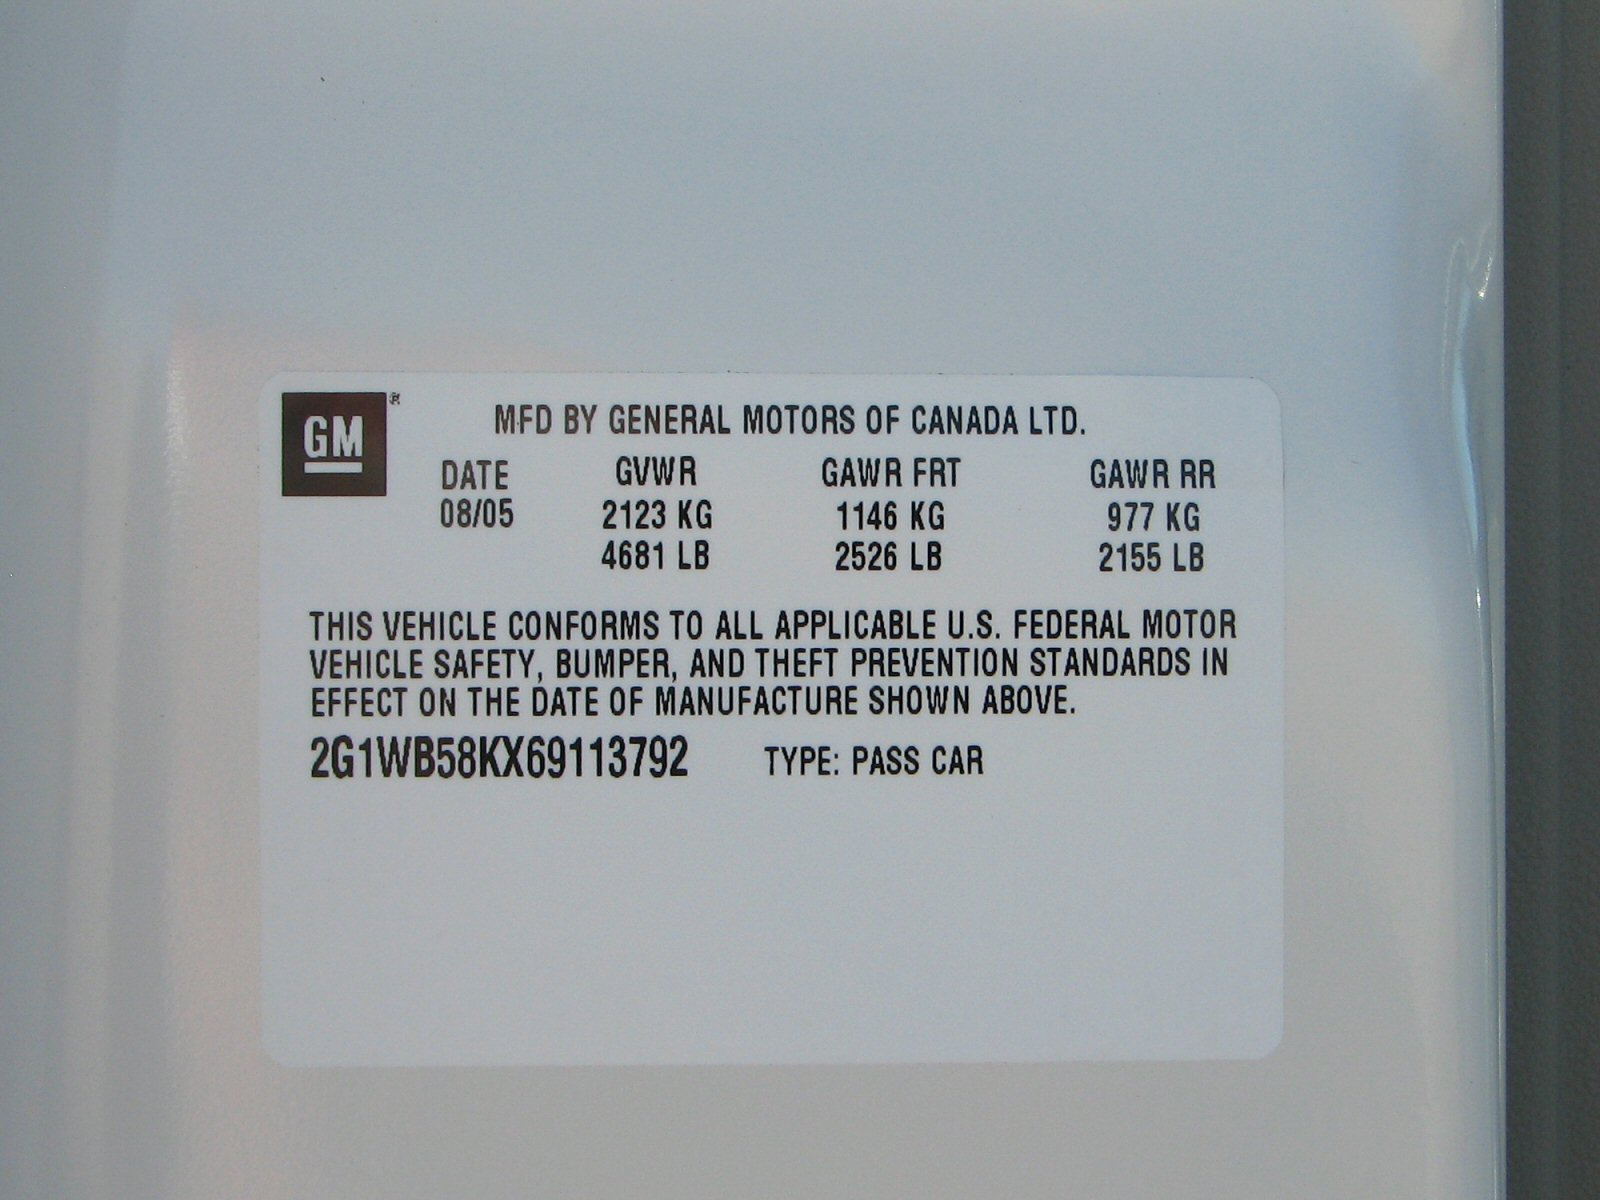 GM®
MFD BY GENERAL MOTORS OF CANADA LTD.
DATE GVWR GAWR FRT GAWR RR
08/05 2123 KG 1146 KG 977 KG
4681 LB 2526 LB 2155 LB
THIS VEHICLE CONFORMS TO ALL APPLICABLE U.S. FEDERAL MOTOR
VEHICLE SAFETY, BUMPER, AND THEFT PREVENTION STANDARDS IN
EFFECT ON THE DATE OF MANUFACTURE SHOWN ABOVE.
2G1WB58KX69113792 TYPE: PASS CAR